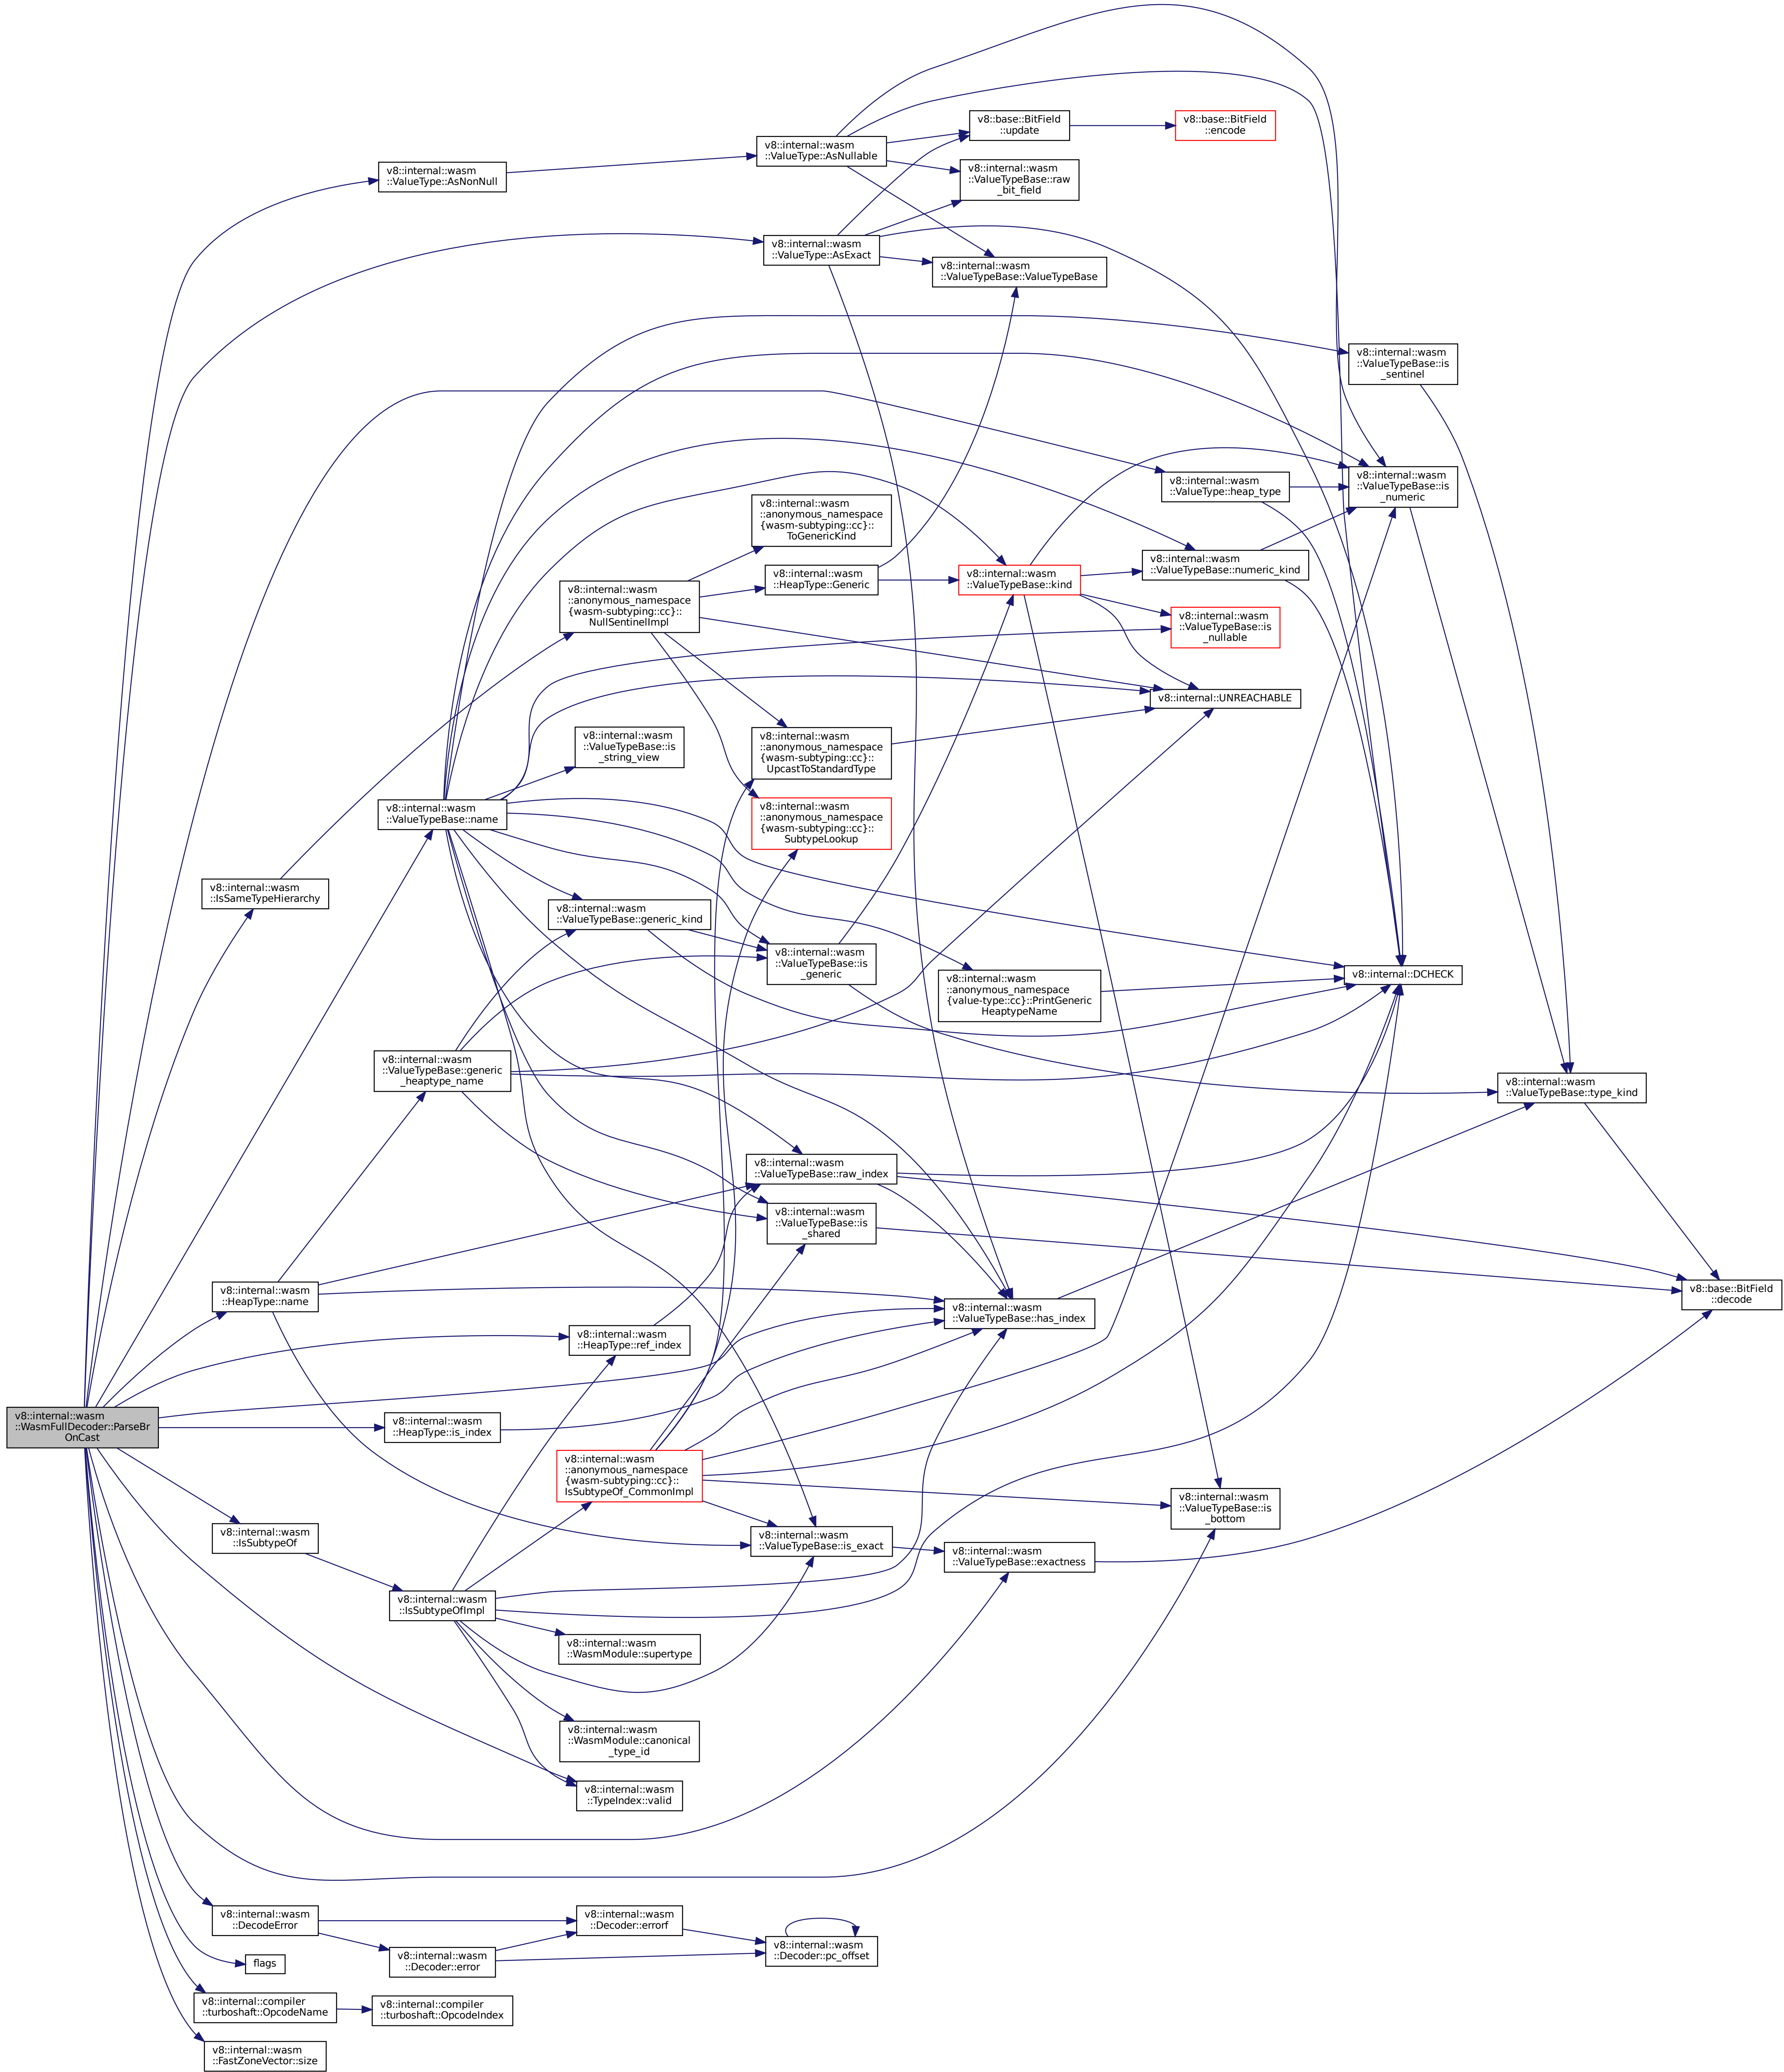 v8::internal::wasm
::WasmFullDecoder::ParseBr
OnCast
v8::internal::wasm
::ValueType::AsNonNull
v8::internal::wasm
::ValueType::AsNullable
v8::base::BitField
::update
v8::base::BitField
::encode
v8::internal::wasm
::ValueTypeBase::raw
_bit_field
v8::internal::wasm
::ValueType::AsExact
v8::internal::wasm
::ValueTypeBase::ValueTypeBase
v8::internal::wasm
::ValueTypeBase::is
_sentinel
v8::internal::wasm
::ValueType::heap_type
v8::internal::wasm
::ValueTypeBase::is
_numeric
v8::internal::wasm
::anonymous_namespace
{wasm-subtyping::cc}::
ToGenericKind
v8::internal::wasm
::ValueTypeBase::numeric_kind
v8::internal::wasm
::HeapType::Generic
v8::internal::wasm
::ValueTypeBase::kind
v8::internal::wasm
::anonymous_namespace
{wasm-subtyping::cc}::
NullSentinelImpl
v8::internal::wasm
::ValueTypeBase::is
_nullable
v8::internal::UNREACHABLE
v8::internal::wasm
::ValueTypeBase::is
_string_view
v8::internal::wasm
::anonymous_namespace
{wasm-subtyping::cc}::
UpcastToStandardType
v8::internal::wasm
::ValueTypeBase::name
v8::internal::wasm
::anonymous_namespace
{wasm-subtyping::cc}::
SubtypeLookup
v8::internal::wasm
::IsSameTypeHierarchy
v8::internal::wasm
::ValueTypeBase::generic_kind
v8::internal::wasm
::ValueTypeBase::is
_generic
v8::internal::DCHECK
v8::internal::wasm
::anonymous_namespace
{value-type::cc}::PrintGeneric
HeaptypeName
v8::internal::wasm
::ValueTypeBase::generic
_heaptype_name
v8::internal::wasm
::ValueTypeBase::type_kind
v8::internal::wasm
::ValueTypeBase::raw_index
v8::internal::wasm
::ValueTypeBase::is
_shared
v8::internal::wasm
::HeapType::name
v8::base::BitField
::decode
v8::internal::wasm
::ValueTypeBase::has_index
v8::internal::wasm
::HeapType::ref_index
v8::internal::wasm
::HeapType::is_index
v8::internal::wasm
::anonymous_namespace
{wasm-subtyping::cc}::
IsSubtypeOf_CommonImpl
v8::internal::wasm
::ValueTypeBase::is
_bottom
v8::internal::wasm
::IsSubtypeOf
v8::internal::wasm
::ValueTypeBase::is_exact
v8::internal::wasm
::ValueTypeBase::exactness
v8::internal::wasm
::IsSubtypeOfImpl
v8::internal::wasm
::WasmModule::supertype
v8::internal::wasm
::WasmModule::canonical
_type_id
v8::internal::wasm
::TypeIndex::valid
v8::internal::wasm
::DecodeError
v8::internal::wasm
::Decoder::errorf
v8::internal::wasm
::Decoder::error
v8::internal::wasm
::Decoder::pc_offset
flags
v8::internal::compiler
::turboshaft::OpcodeName
v8::internal::compiler
::turboshaft::OpcodeIndex
v8::internal::wasm
::FastZoneVector::size